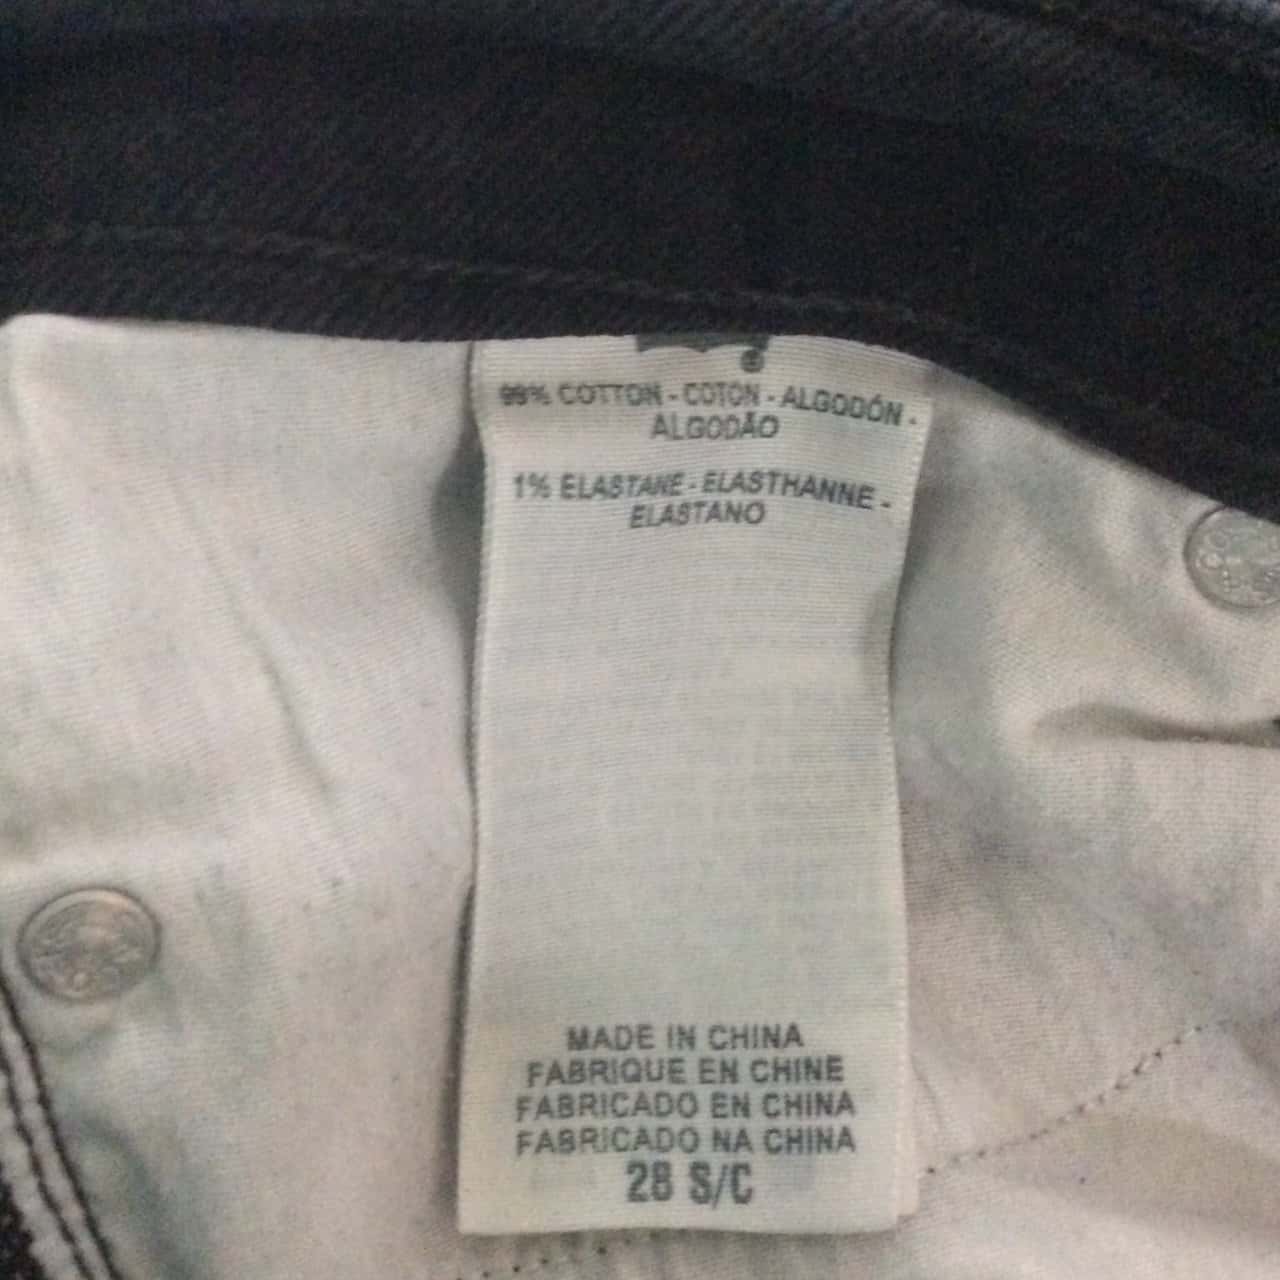 ®
99% COTTON - COTON - ALGODÓN -
ALGODÃO
1% ELASTANE - ELASTHANNE -
ELASTANO
MADE IN CHINA
FABRIQUE EN CHINE
FABRICADO EN CHINA
FABRICADO NA CHINA
28 S/C